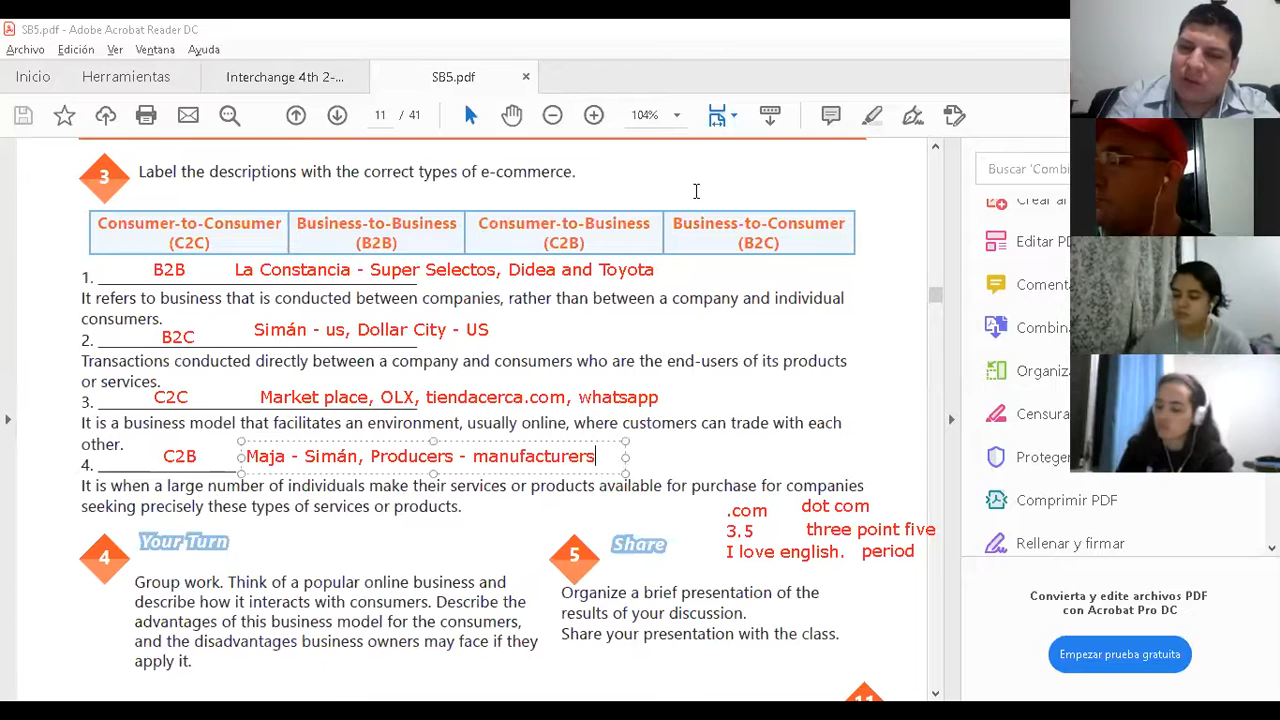 SB5.pdf - Adobe Acrobat Reader DC
Archivo Edición Ver Ventana Ayuda
Inicio Herramientas Interchange 4th 2-... SB5.pdf ×
11 / 41 104%
3 Label the descriptions with the correct types of e-commerce.
Consumer-to-Consumer (C2C) Business-to-Business (B2B) Consumer-to-Business (C2B) Business-to-Consumer (B2C)
1. B2B La Constancia - Super Selectos, Didea and Toyota
It refers to business that is conducted between companies, rather than between a company and individual
consumers.
2. B2C Simán - us, Dollar City - US
Transactions conducted directly between a company and consumers who are the end-users of its products
or services.
3. C2C Market place, OLX, tiendacerca.com, whatsapp
It is a business model that facilitates an environment, usually online, where customers can trade with each
other.
4. C2B Maja - Simán, Producers - manufacturers
It is when a large number of individuals make their services or products available for purchase for companies
seeking precisely these types of services or products.
.com dot com
3.5 three point five
I love english. period
4 Your Turn
Group work. Think of a popular online business and
describe how it interacts with consumers. Describe the
advantages of this business model for the consumers,
and the disadvantages business owners may face if they
apply it.
5 Share
Organize a brief presentation of the
results of your discussion.
Share your presentation with the class.
11
Buscar 'Comb
Crear ar
Editar PD
Coment
Combin
Organiz
Censura
Proteger
Comprimir PDF
Rellenar y firmar
Convierta y edite archivos PDF
con Acrobat Pro DC
Empezar prueba gratuita